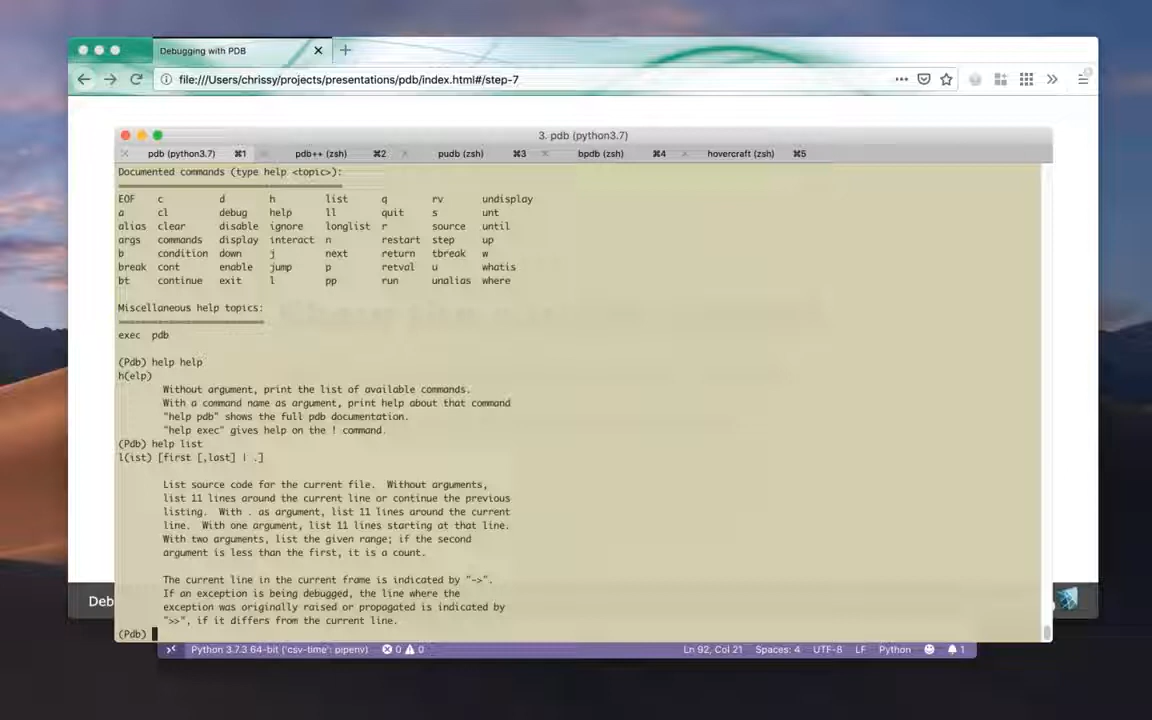 Debugging with PDB
file:///Users/chrissy/projects/presentations/pdb/index.html#/step-7
3. pdb (python3.7)
pdb (python3.7) ⌘1 pdb++ (zsh) ⌘2 pudb (zsh) ⌘3 bpdb (zsh) ⌘4 hovercraft (zsh) ⌘5
Documented commands (type help <topic>):
EOF c d h list q rv undisplay
a cl debug help ll quit s unt
alias clear disable ignore longlist r source until
args commands display interact n restart step up
b condition down j next return tbreak w
break cont enable jump p retval u whatis
bt continue exit l pp run unalias where
Miscellaneous help topics:
exec pdb
(Pdb) help help
h(elp)
Without argument, print the list of available commands.
With a command name as argument, print help about that command
"help pdb" shows the full pdb documentation.
"help exec" gives help on the ! command.
(Pdb) help list
l(ist) [first [,last] | .]
List source code for the current file. Without arguments,
list 11 lines around the current line or continue the previous
listing. With . as argument, list 11 lines around the current
line. With one argument, list 11 lines starting at that line.
With two arguments, list the given range; if the second
argument is less than the first, it is a count.
The current line in the current frame is indicated by "->".
If an exception is being debugged, the line where the
exception was originally raised or propagated is indicated by
">>", if it differs from the current line.
(Pdb)
Deb
Python 3.7.3 64-bit ('csv-time': pipenv) 0 0 Ln 92, Col 21 Spaces: 4 UTF-8 LF Python 1